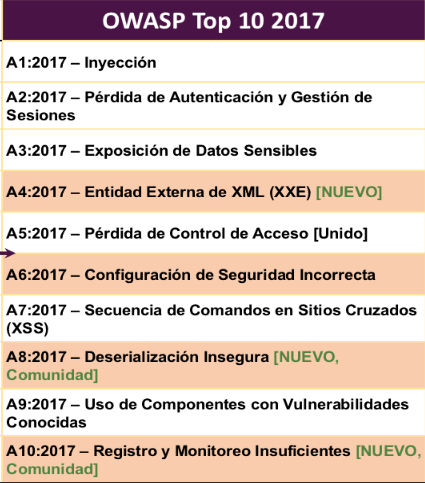 OWASP Top 10 2017
A1:2017 – Inyección
A2:2017 – Pérdida de Autenticación y Gestión de
Sesiones
A3:2017 – Exposición de Datos Sensibles
A4:2017 – Entidad Externa de XML (XXE) [NUEVO]
A5:2017 – Pérdida de Control de Acceso [Unido]
A6:2017 – Configuración de Seguridad Incorrecta
A7:2017 – Secuencia de Comandos en Sitios Cruzados
(XSS)
A8:2017 – Deserialización Insegura [NUEVO,
Comunidad]
A9:2017 – Uso de Componentes con Vulnerabilidades
Conocidas
A10:2017 – Registro y Monitoreo Insuficientes [NUEVO,
Comunidad]